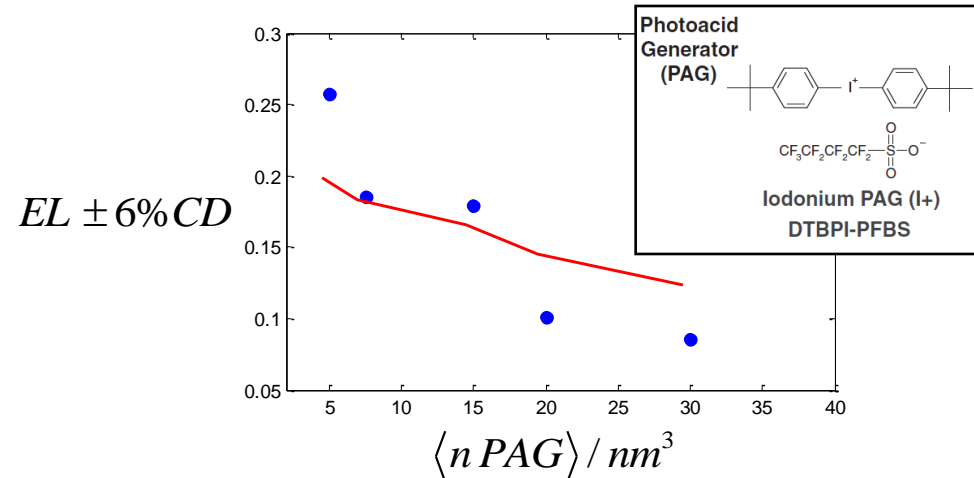 0.3
0.25
0.2
0.15
0.1
0.05
5
10
15
20
25
30
35
40
EL ± 6% CD
⟨n PAG⟩ / nm³
Photoacid
Generator
(PAG)
I⁺
O
CF₃CF₂CF₂CF₂ S O⁻
O
Iodonium PAG (I+)
DTBPI-PFBS